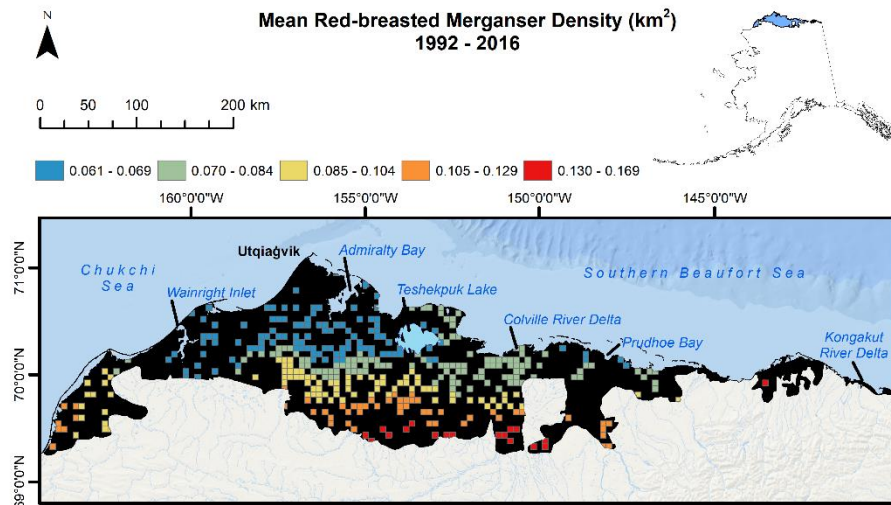 Mean Red-breasted Merganser Density (km²)
1992 - 2016
N
0 50 100 200 km
0.061 - 0.069 0.070 - 0.084 0.085 - 0.104 0.105 - 0.129 0.130 - 0.169
160°0'0"W 155°0'0"W 150°0'0"W 145°0'0"W
71°0'0"N
70°0'0"N
69°0'0"N
Utqiaġvik
Admiralty Bay
Chukchi
Sea
Southern Beaufort Sea
Wainright Inlet
Teshekpuk Lake
Colville River Delta
Prudhoe Bay
Kongakut
River Delta